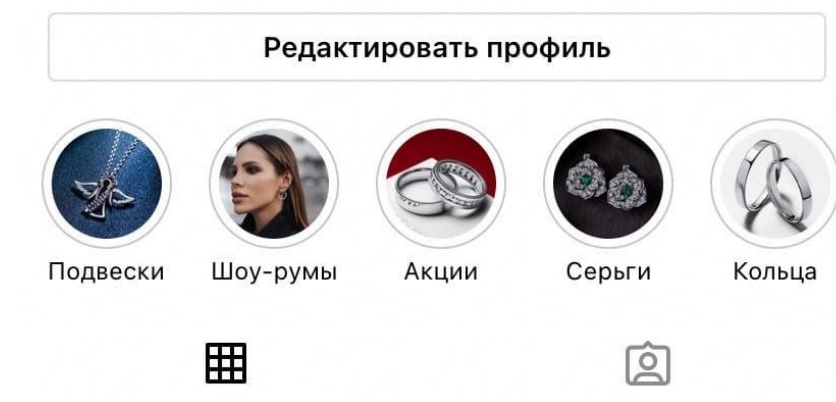 Редактировать профиль
Подвески Шоу-румы Акции Серьги Кольца